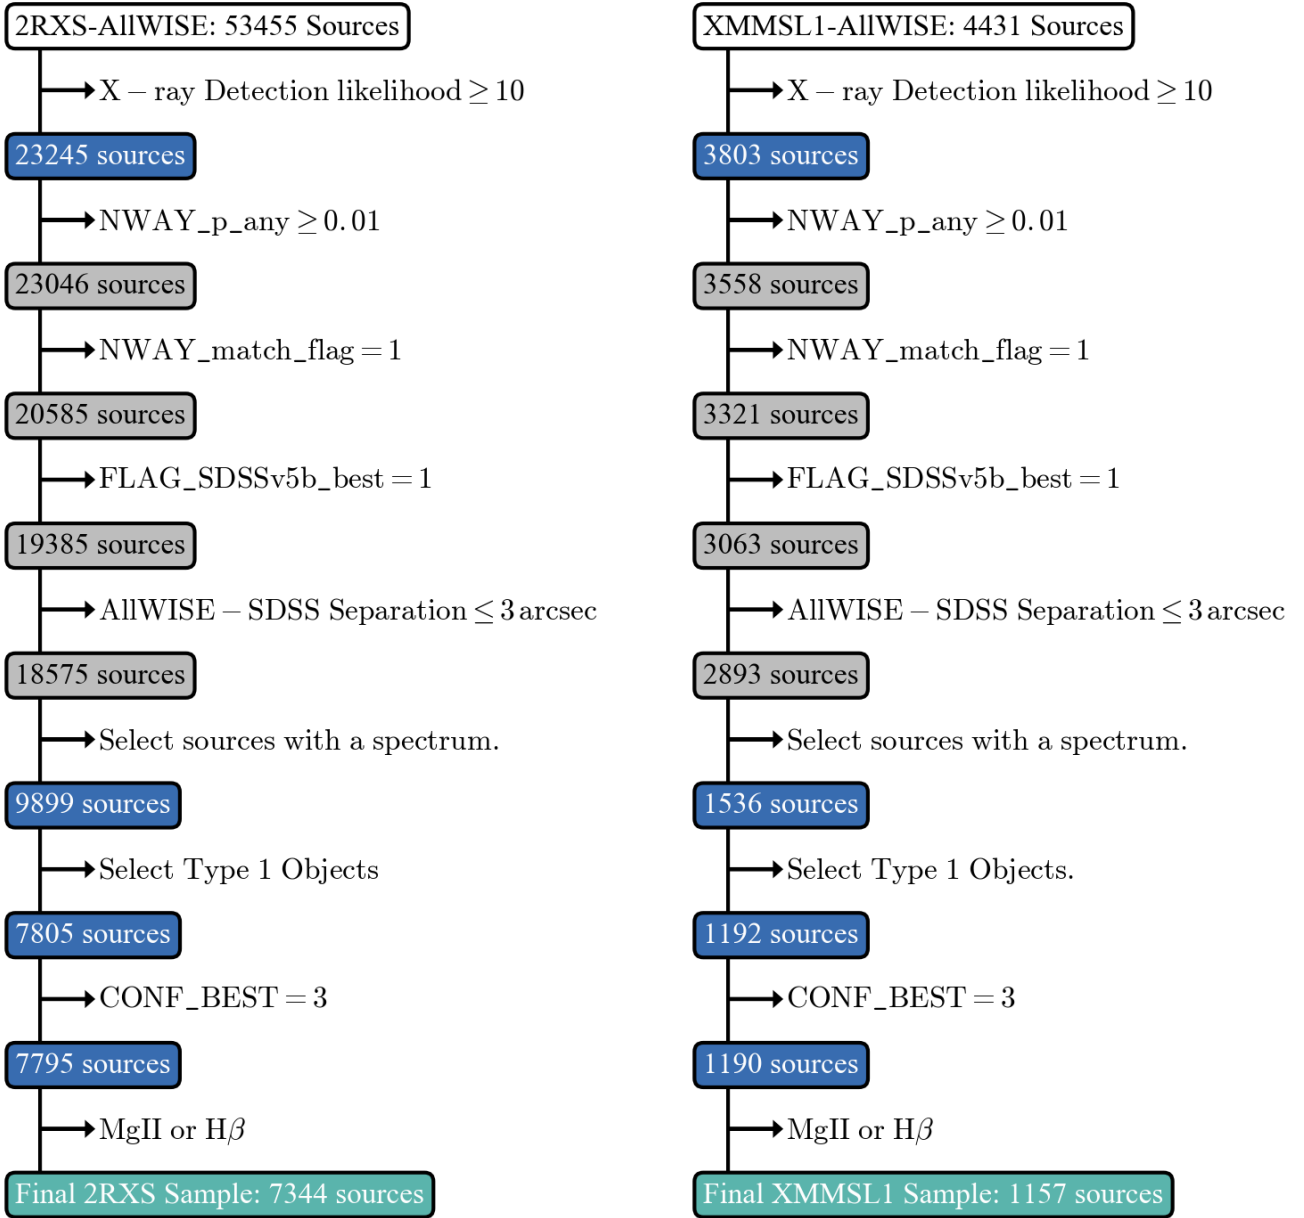 2RXS-AllWISE: 53455 Sources
X – ray Detection likelihood ≥ 10
23245 sources
NWAY_p_any ≥ 0.01
23046 sources
NWAY_match_flag = 1
20585 sources
FLAG_SDSSv5b_best = 1
19385 sources
AllWISE – SDSS Separation ≤ 3 arcsec
18575 sources
Select sources with a spectrum.
9899 sources
Select Type 1 Objects
7805 sources
CONF_BEST = 3
7795 sources
MgII or Hβ
Final 2RXS Sample: 7344 sources
XMMSL1-AllWISE: 4431 Sources
X – ray Detection likelihood ≥ 10
3803 sources
NWAY_p_any ≥ 0.01
3558 sources
NWAY_match_flag = 1
3321 sources
FLAG_SDSSv5b_best = 1
3063 sources
AllWISE – SDSS Separation ≤ 3 arcsec
2893 sources
Select sources with a spectrum.
1536 sources
Select Type 1 Objects.
1192 sources
CONF_BEST = 3
1190 sources
MgII or Hβ
Final XMMSL1 Sample: 1157 sources